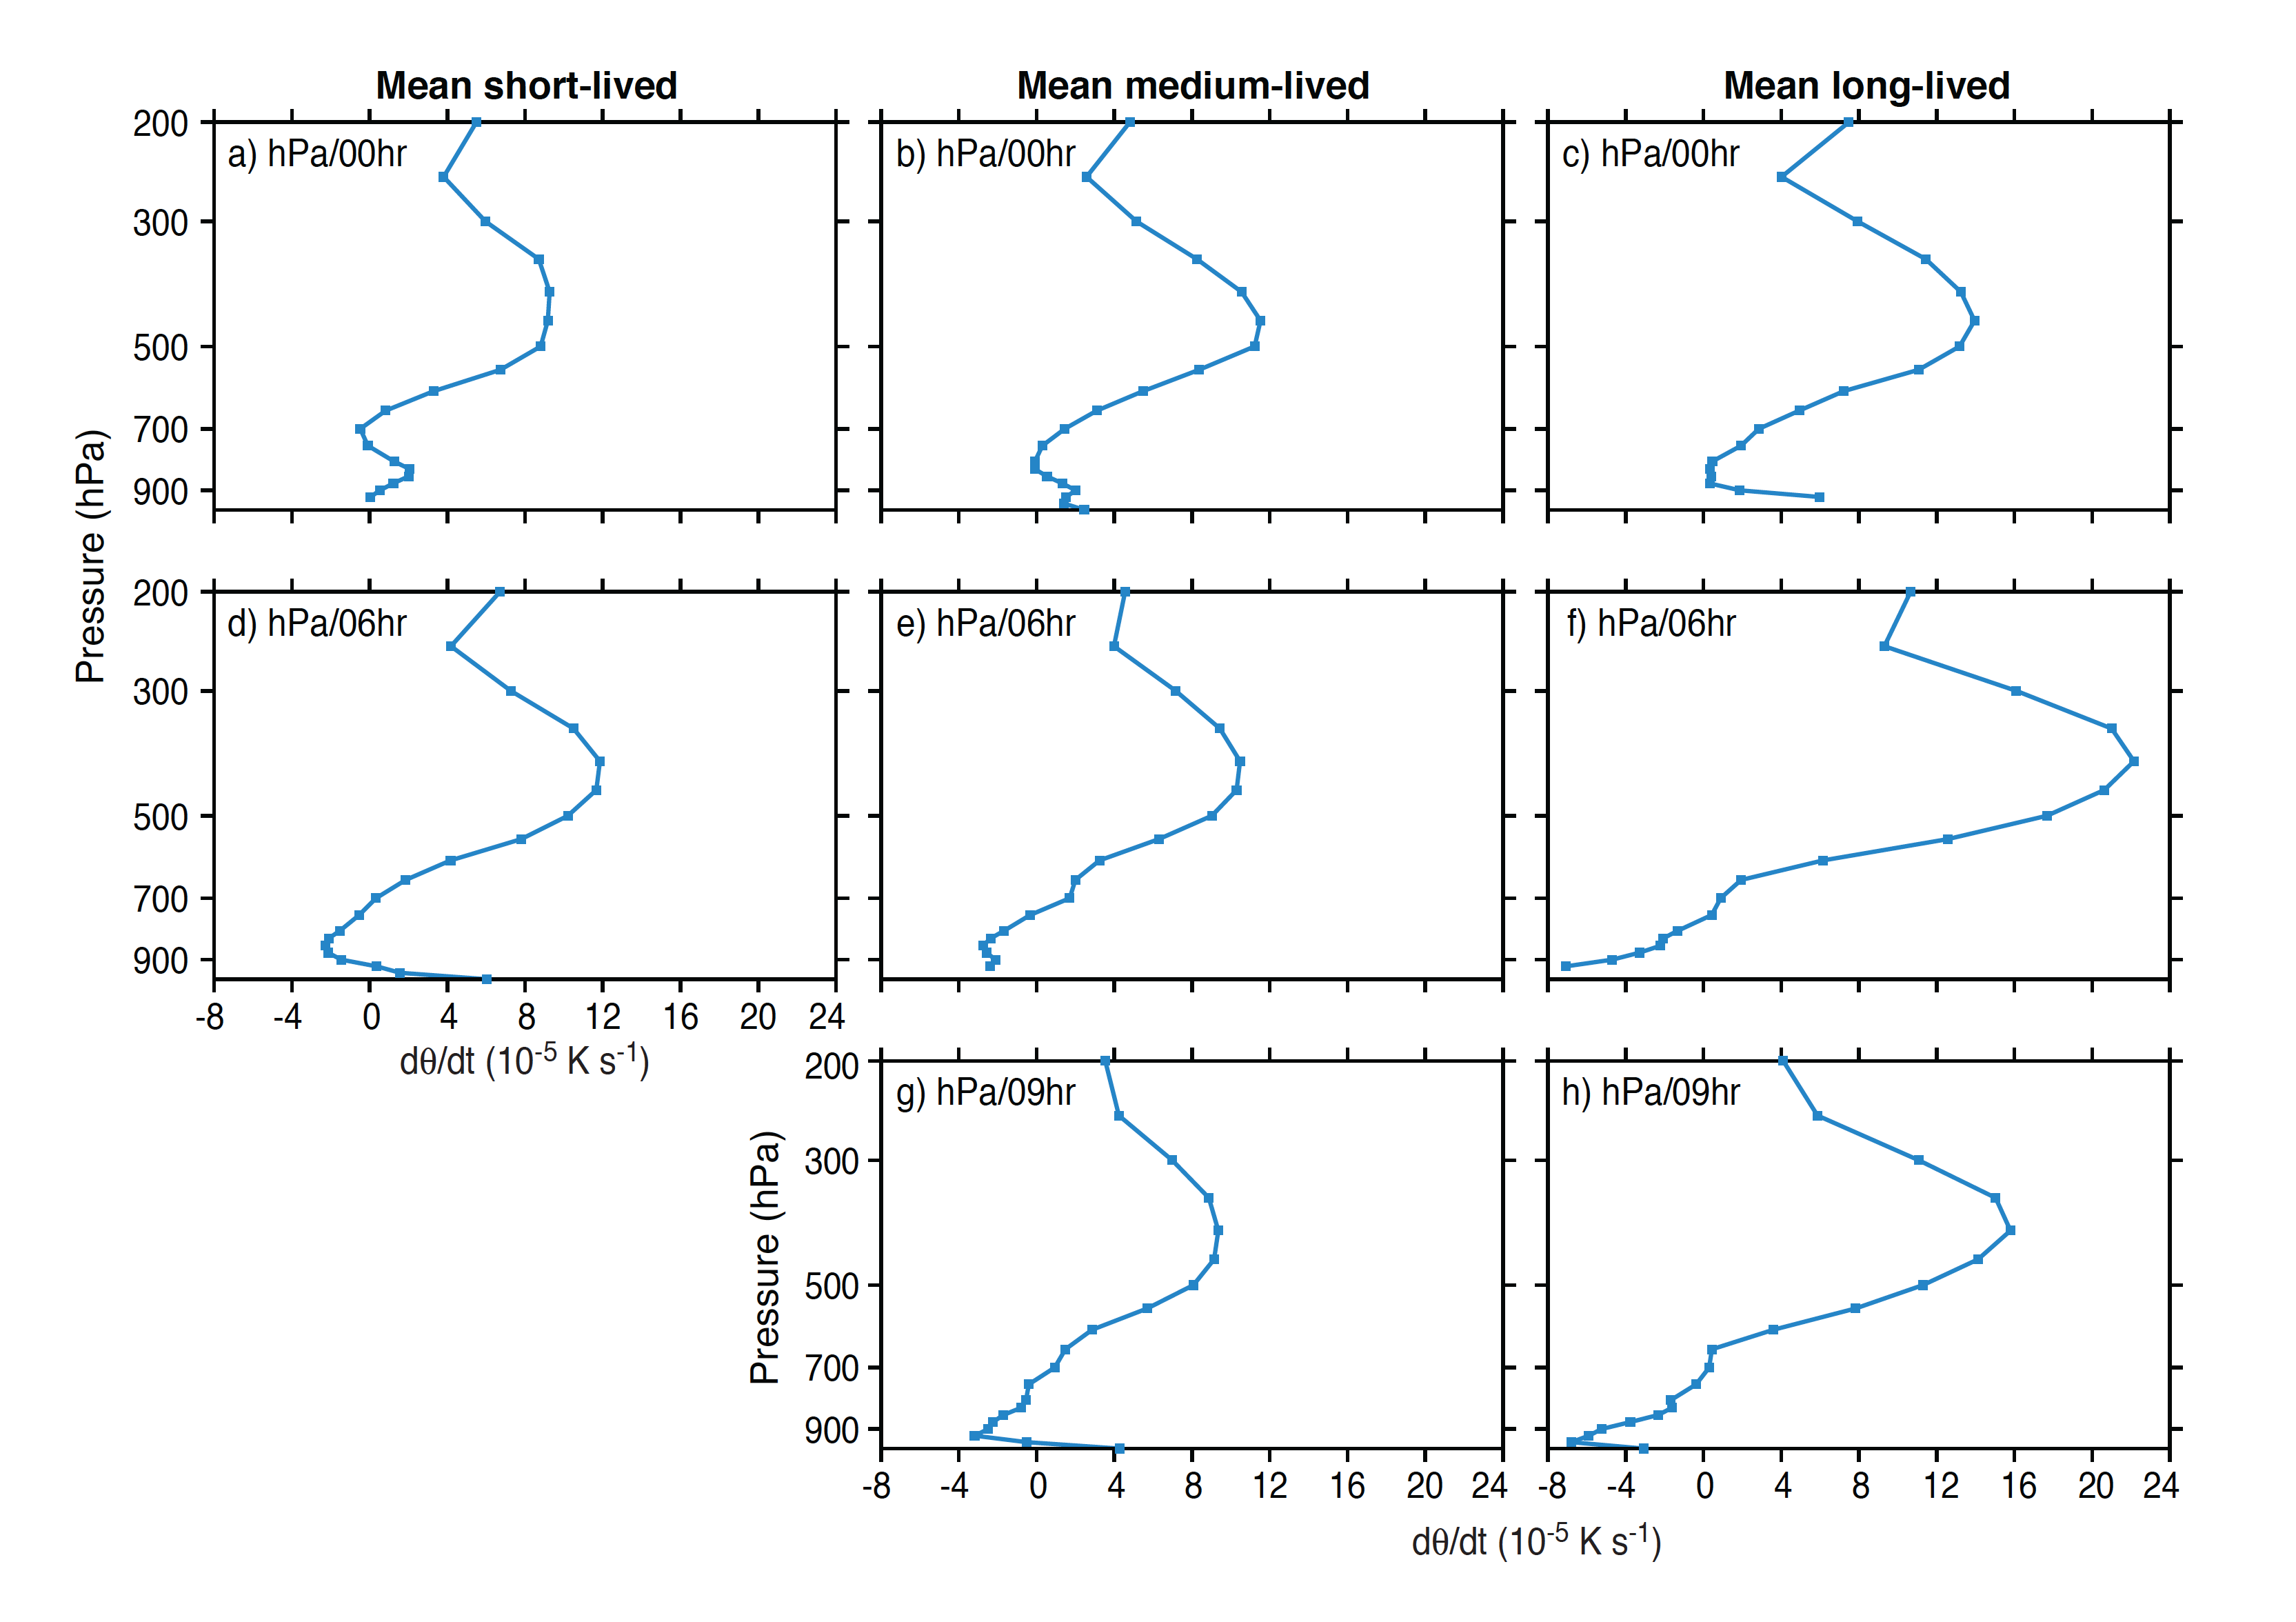 Mean short-lived
Mean medium-lived
Mean long-lived
200
a) hPa/00hr
b) hPa/00hr
c) hPa/00hr
300
500
700
900
Pressure (hPa)
200
d) hPa/06hr
e) hPa/06hr
f) hPa/06hr
300
500
700
900
-8 -4 0 4 8 12 16 20 24
dθ/dt (10-5 K s-1)
200
g) hPa/09hr
h) hPa/09hr
300
500
700
900
Pressure (hPa)
-8 -4 0 4 8 12 16 20 24
-8 -4 0 4 8 12 16 20 24
dθ/dt (10-5 K s-1)